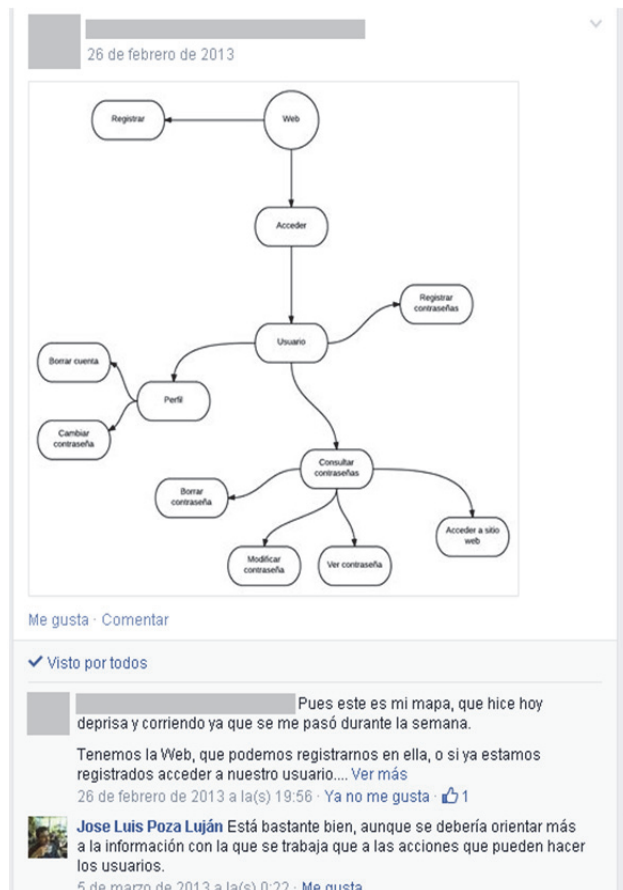 26 de febrero de 2013
Registrar
Web
Acceder
Registrar
contraseñas
Usuario
Borrar cuenta
Perfil
Cambiar
contraseña
Consultar
contraseñas
Borrar
contraseña
Acceder a sitio
web
Modificar
contraseña
Ver contraseña
Me gusta · Comentar
Visto por todos
Pues este es mi mapa, que hice hoy
deprisa y corriendo ya que se me pasó durante la semana.
Tenemos la Web, que podemos registrarnos en ella, o si ya estamos
registrados acceder a nuestro usuario.... Ver más
26 de febrero de 2013 a la(s) 19:56 · Ya no me gusta · 1
Jose Luis Poza Luján Está bastante bien, aunque se debería orientar más
a la información con la que se trabaja que a las acciones que pueden hacer
los usuarios.
5 de marzo de 2013 a la(s) 0:22 · Me gusta